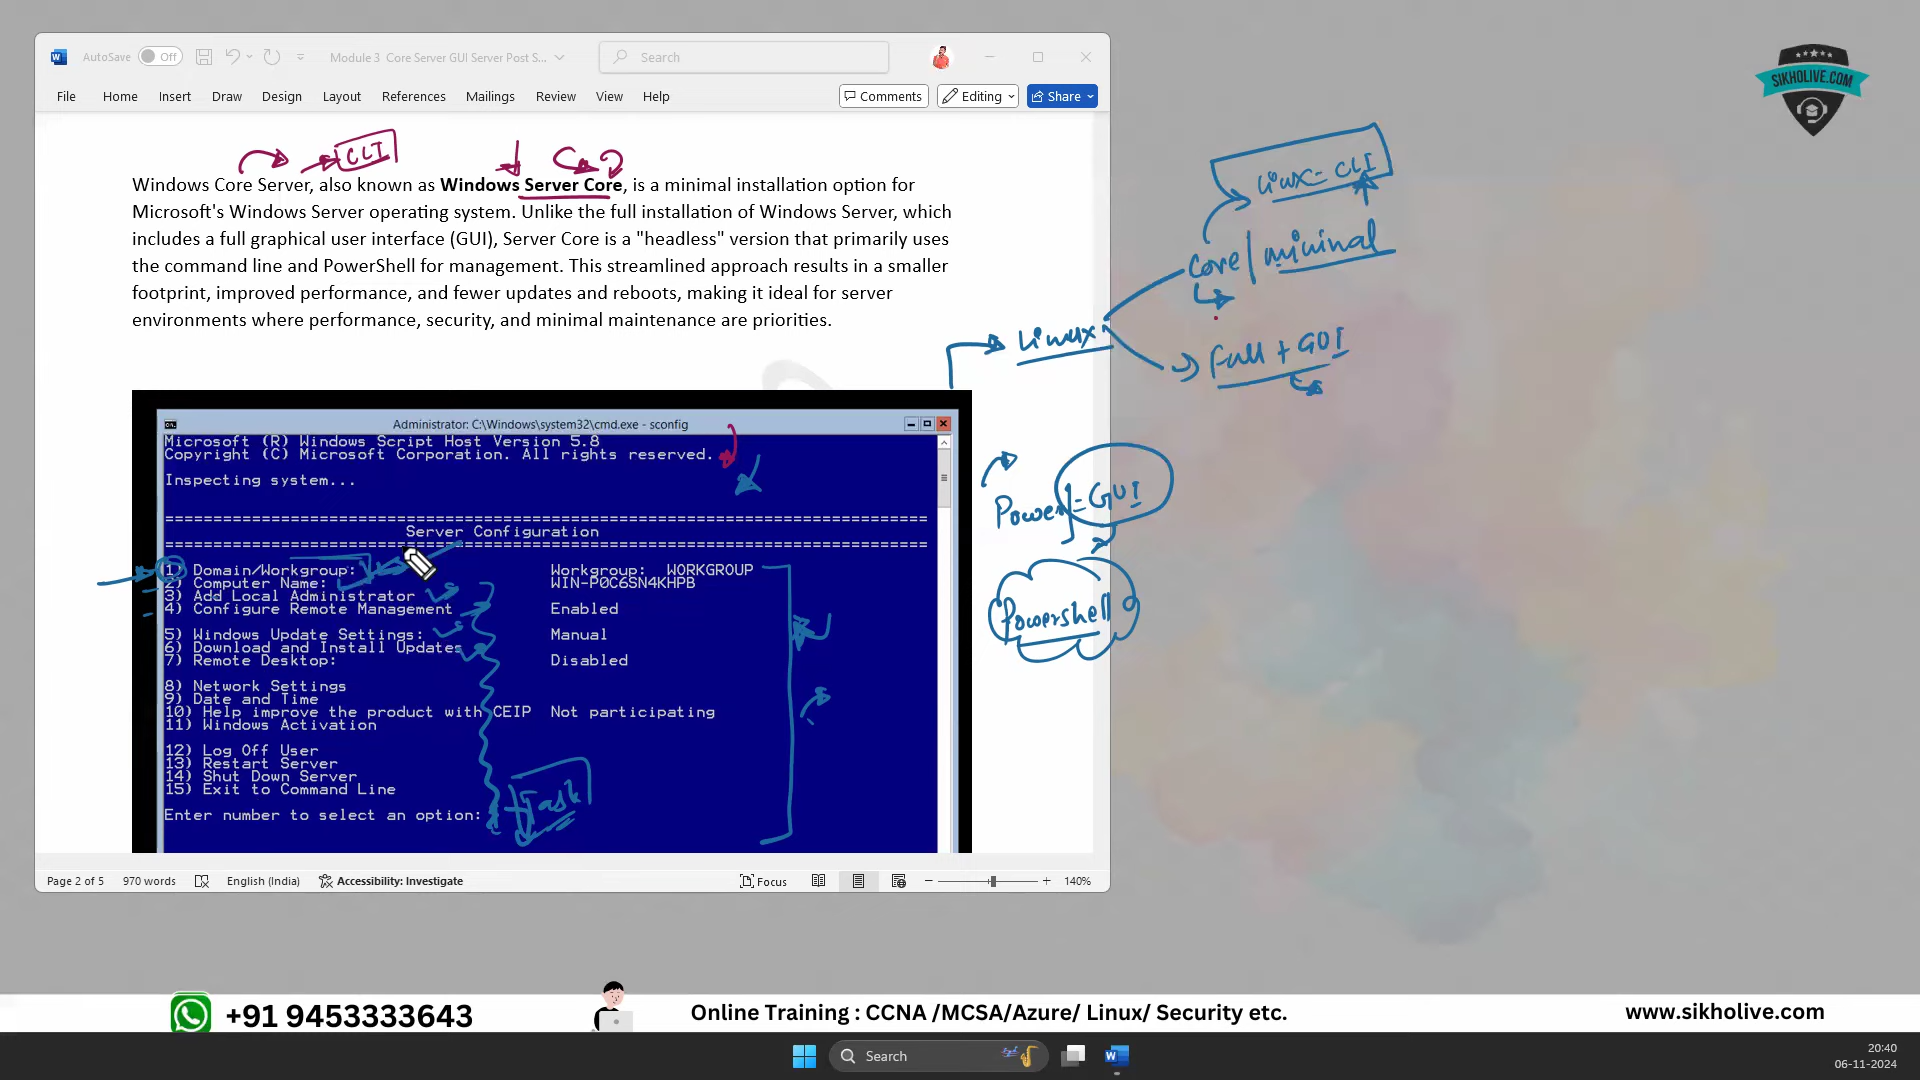 AutoSave Off Module 3 Core Server GUI Server Post S... Search
File Home Insert Draw Design Layout References Mailings Review View Help Comments Editing Share
CLI
Windows Core Server, also known as Windows Server Core, is a minimal installation option for
Microsoft's Windows Server operating system. Unlike the full installation of Windows Server, which
includes a full graphical user interface (GUI), Server Core is a "headless" version that primarily uses
the command line and PowerShell for management. This streamlined approach results in a smaller
footprint, improved performance, and fewer updates and reboots, making it ideal for server
environments where performance, security, and minimal maintenance are priorities.
Administrator: C:\Windows\system32\cmd.exe - sconfig
Microsoft (R) Windows Script Host Version 5.8
Copyright (C) Microsoft Corporation. All rights reserved.
Inspecting system...
===============================================================================
Server Configuration
===============================================================================
1) Domain/Workgroup: Workgroup: WORKGROUP
2) Computer Name: WIN-P0C6SN4KHPB
3) Add Local Administrator
4) Configure Remote Management Enabled
5) Windows Update Settings: Manual
6) Download and Install Updates
7) Remote Desktop: Disabled
8) Network Settings
9) Date and Time
10) Help improve the product with CEIP Not participating
11) Windows Activation
12) Log Off User
13) Restart Server
14) Shut Down Server
15) Exit to Command Line
Enter number to select an option:
Task
Page 2 of 5 970 words English (India) Accessibility: Investigate Focus 140%
Linux = CLI
Core | minimal
Linux
Full + GUI
Power = GUI
Powershell
SIKHOLIVE.COM
+91 9453333643 Online Training : CCNA /MCSA/Azure/ Linux/ Security etc. www.sikholive.com
Search
20:40
06-11-2024